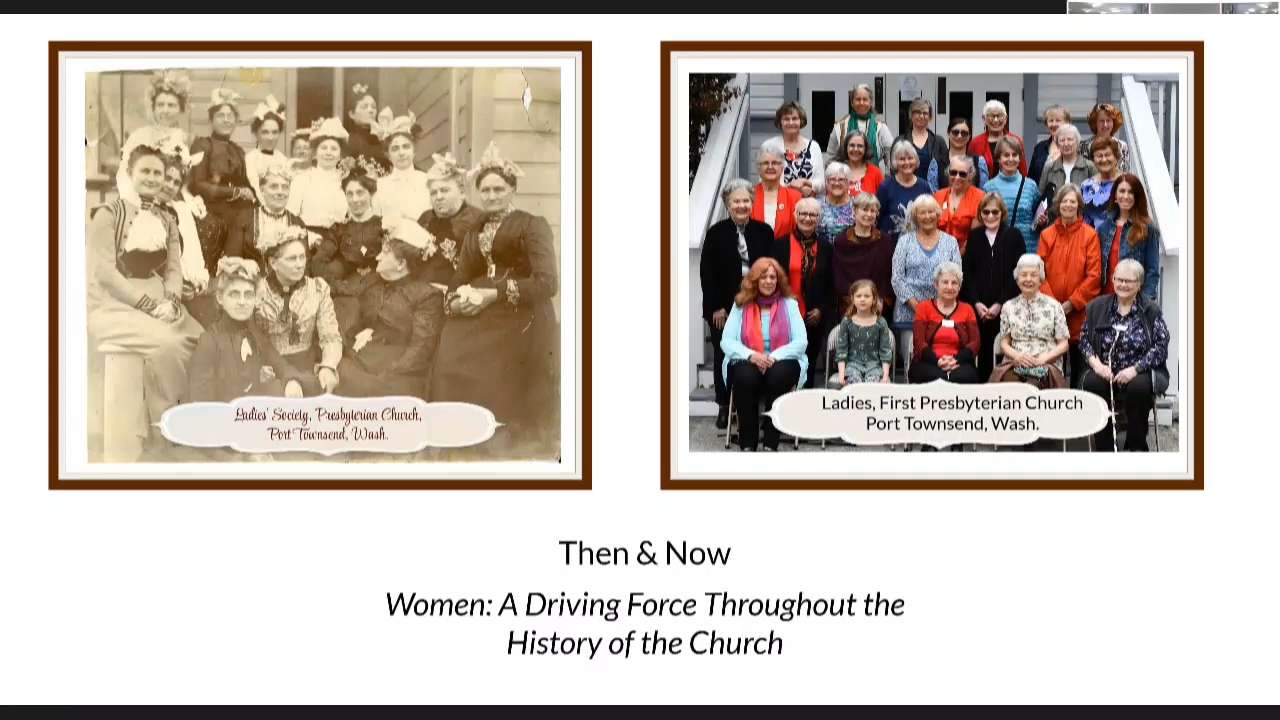 Ladies' Society, Presbyterian Church,
Port Townsend, Wash.
Ladies, First Presbyterian Church
Port Townsend, Wash.
Then & Now
Women: A Driving Force Throughout the
History of the Church